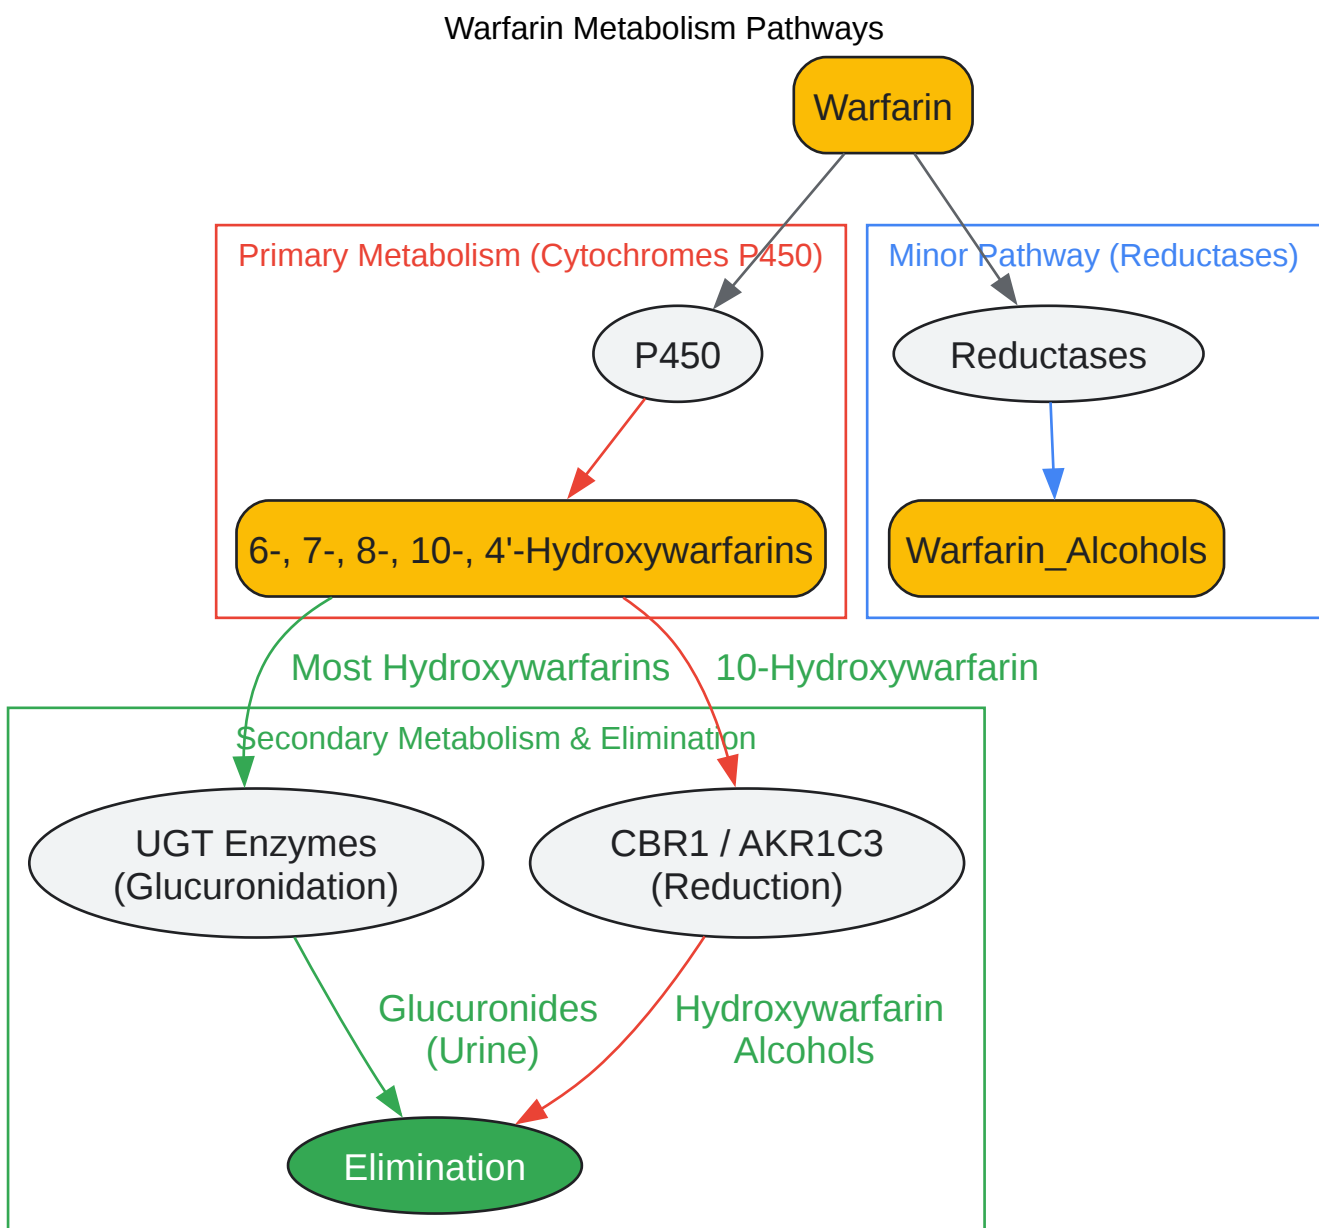 Warfarin Metabolism Pathways
Warfarin
Primary Metabolism (Cytochromes P450)
Minor Pathway (Reductases)
P450
Reductases
6-, 7-, 8-, 10-, 4'-Hydroxywarfarins
Warfarin_Alcohols
Most Hydroxywarfarins
10-Hydroxywarfarin
Secondary Metabolism & Elimination
UGT Enzymes
(Glucuronidation)
CBR1 / AKR1C3
(Reduction)
Glucuronides
(Urine)
Hydroxywarfarin
Alcohols
Elimination